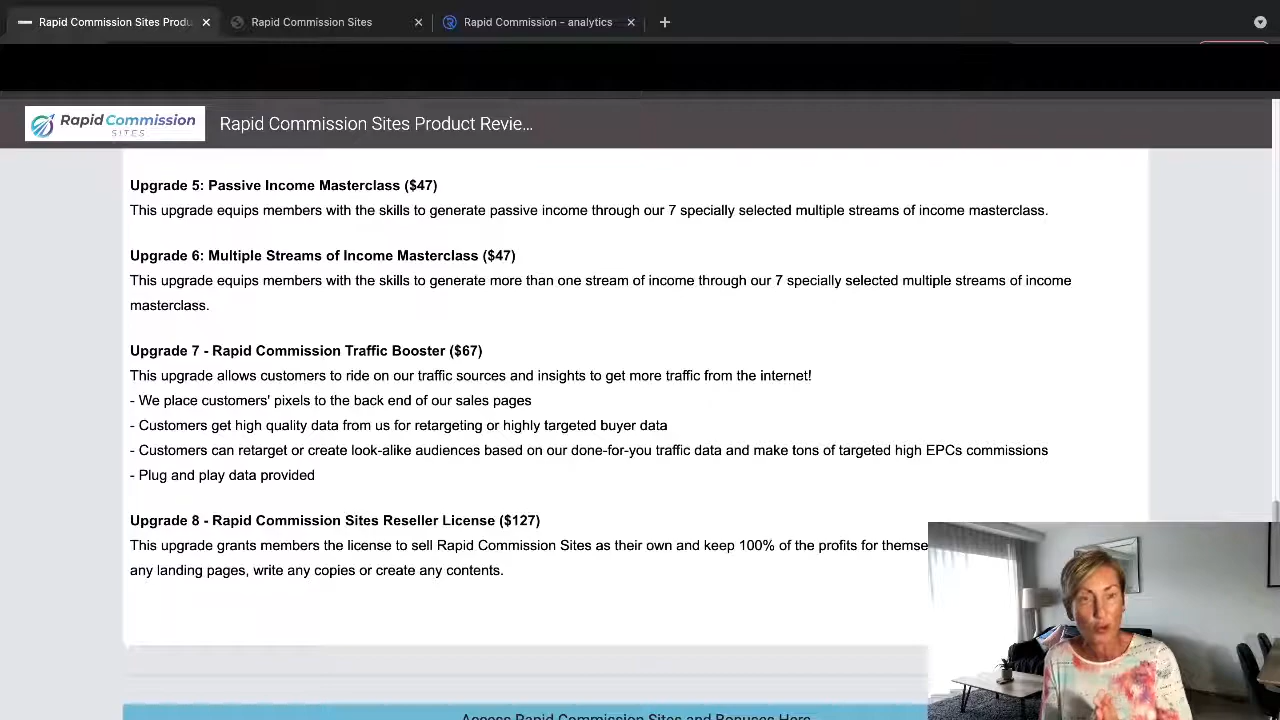 Rapid Commission Sites Produ
Rapid Commission Sites
Rapid Commission - analytics
Rapid Commission
SITES
Rapid Commission Sites Product Revie...
Upgrade 5: Passive Income Masterclass ($47)
This upgrade equips members with the skills to generate passive income through our 7 specially selected multiple streams of income masterclass.
Upgrade 6: Multiple Streams of Income Masterclass ($47)
This upgrade equips members with the skills to generate more than one stream of income through our 7 specially selected multiple streams of income
masterclass.
Upgrade 7 - Rapid Commission Traffic Booster ($67)
This upgrade allows customers to ride on our traffic sources and insights to get more traffic from the internet!
- We place customers' pixels to the back end of our sales pages
- Customers get high quality data from us for retargeting or highly targeted buyer data
- Customers can retarget or create look-alike audiences based on our done-for-you traffic data and make tons of targeted high EPCs commissions
- Plug and play data provided
Upgrade 8 - Rapid Commission Sites Reseller License ($127)
This upgrade grants members the license to sell Rapid Commission Sites as their own and keep 100% of the profits for themse
any landing pages, write any copies or create any contents.
Access Rapid Commission Sites and Bonuses Here